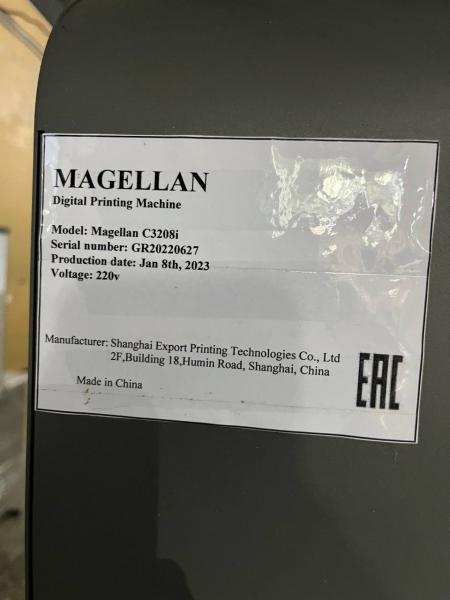 MAGELLAN
Digital Printing Machine
Model: Magellan C3208i
Serial number: GR20220627
Production date: Jan 8th, 2023
Voltage: 220v
Manufacturer: Shanghai Export Printing Technologies Co., Ltd
2F,Building 18,Humin Road, Shanghai, China
Made in China
EAC